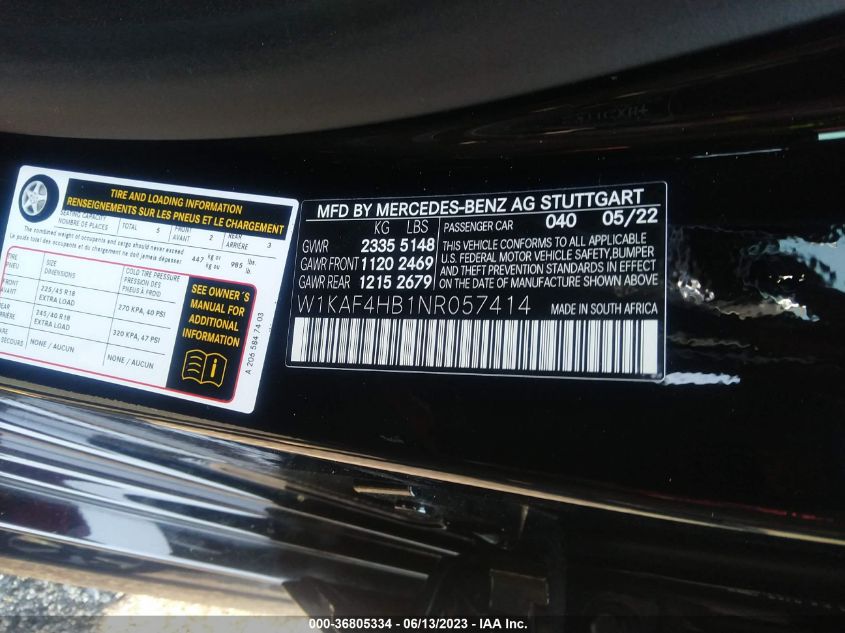 TIRE AND LOADING INFORMATION
RENSEIGNEMENTS SUR LES PNEUS ET LE CHARGEMENT
SEATING CAPACITY
NOMBRE DE PLACES
TOTAL 5
FRONT
AVANT 2
REAR
ARRIÈRE 3
The combined weight of occupants and cargo should never exceed
Le poids total des occupants et du chargement ne doit jamais dépasser
447 kg or
kg ou
985 lbs.
lb.
TIRE
PNEU
SIZE
DIMENSIONS
COLD TIRE PRESSURE
PRESSION DES
PNEUS À FROID
AVANT
225/45 R18
EXTRA LOAD
270 KPA, 40 PSI
245/40 R18
EXTRA LOAD
320 KPA, 47 PSI
SECOURS
NONE / AUCUN
NONE / AUCUN
SEE OWNER´S
MANUAL FOR
ADDITIONAL
INFORMATION
A 206 584 74 03
MFD BY MERCEDES-BENZ AG STUTTGART
KG LBS PASSENGER CAR 040 05/22
GVWR 2335 5148
GAWR FRONT 1120 2469
GAWR REAR 1215 2679
THIS VEHICLE CONFORMS TO ALL APPLICABLE
U.S. FEDERAL MOTOR VEHICLE SAFETY,BUMPER
AND THEFT PREVENTION STANDARDS IN EFFECT
ON THE DATE OF MANUFACTURE SHOWN ABOVE
W1KAF4HB1NR057414 MADE IN SOUTH AFRICA
000-36805334 - 06/13/2023 - IAA Inc.